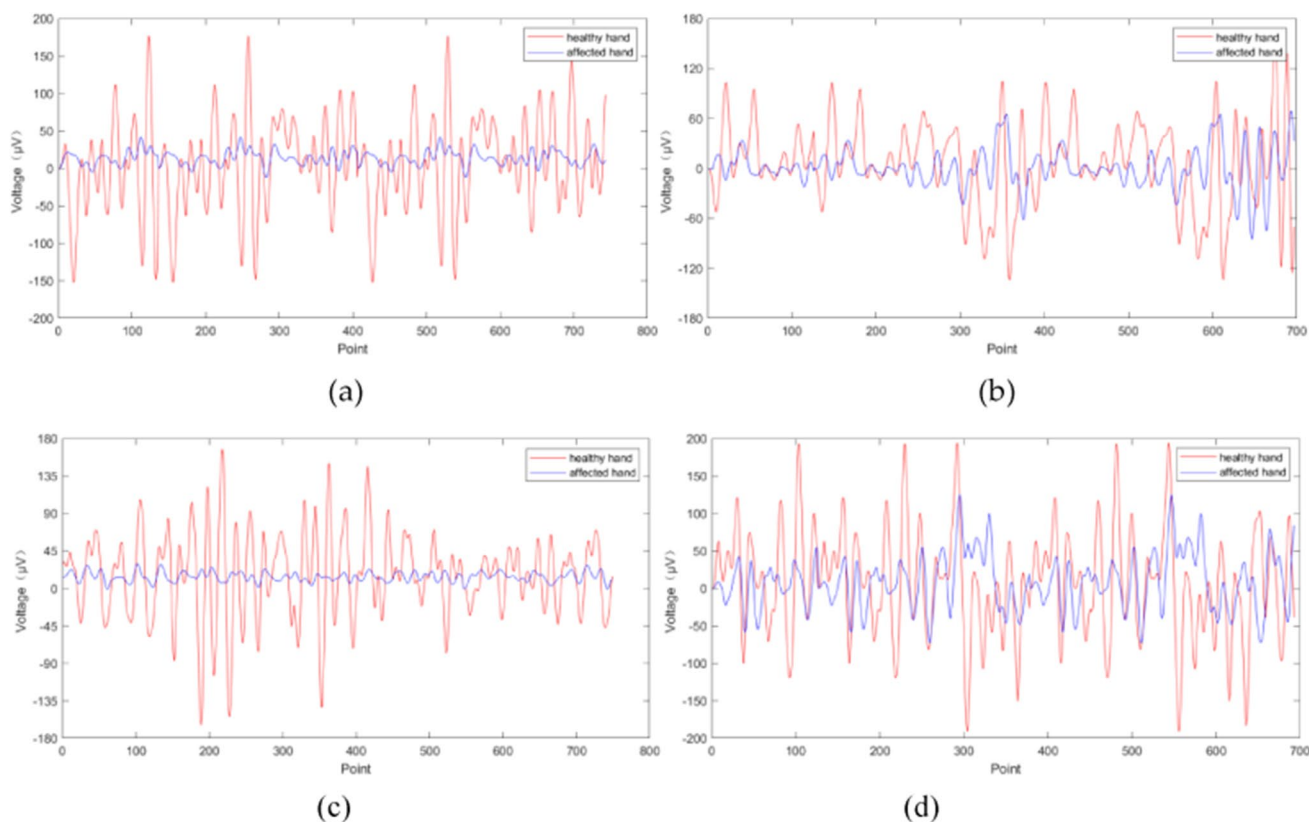 200
150
100
50
0
-50
-100
-150
-200
Voltage（μV）
healthy hand
affected hand
0 100 200 300 400 500 600 700 800
Point
(a)
180
120
60
0
-60
-120
-180
Voltage（μV）
healthy hand
affected hand
0 100 200 300 400 500 600 700
Point
(b)
180
135
90
45
0
-45
-90
-135
-180
Voltage（μV）
healthy hand
affected hand
0 100 200 300 400 500 600 700 800
Point
(c)
200
150
100
50
0
-50
-100
-150
-200
Voltage（μV）
healthy hand
affected hand
0 100 200 300 400 500 600 700
Point
(d)